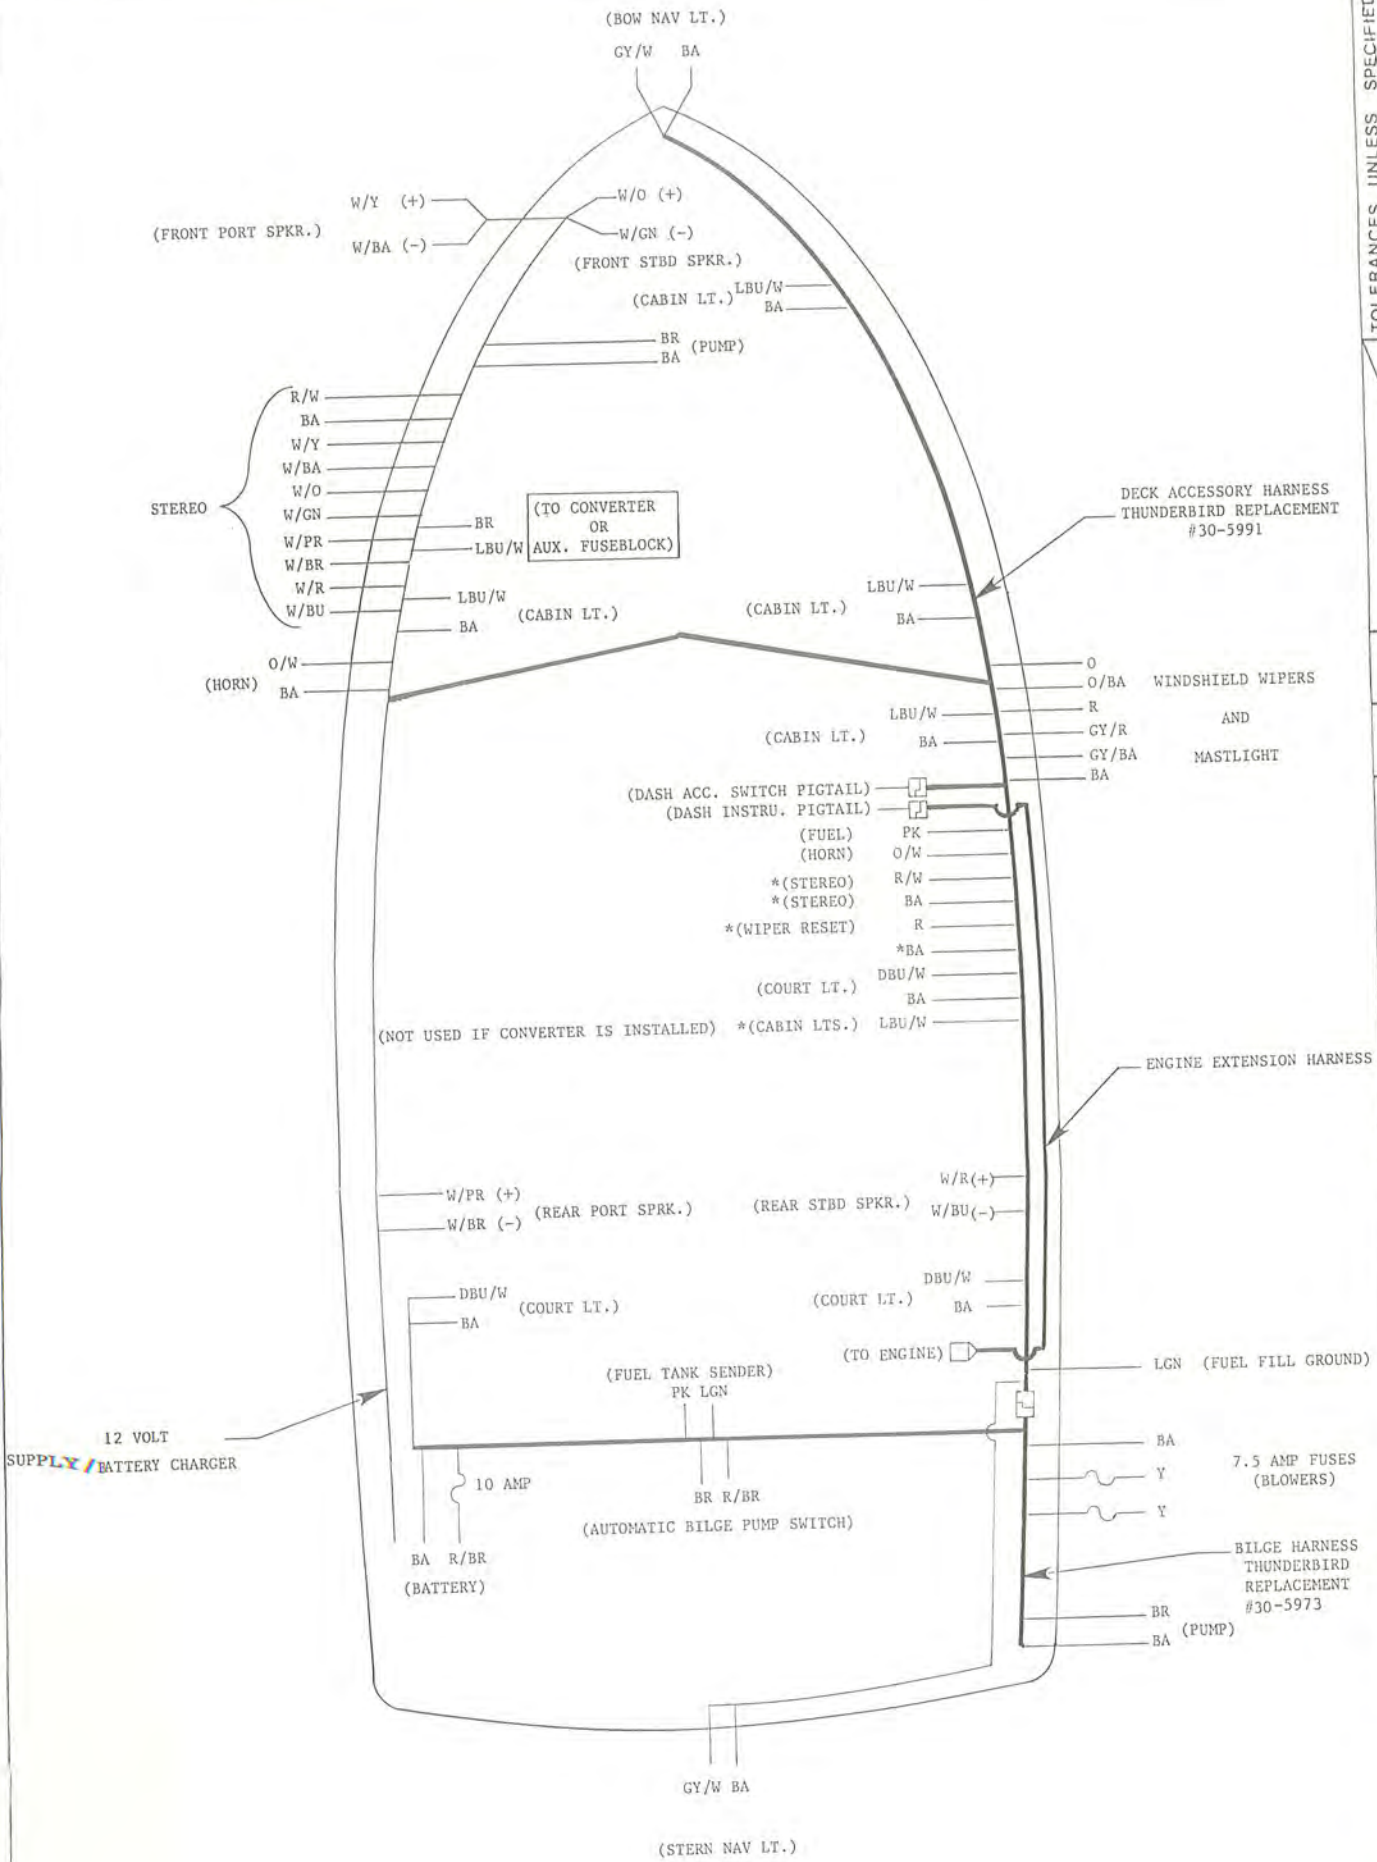 (BOW NAV LT.)
GY/W BA
TOLERANCES UNLESS SPECIFIED
W/Y (+)
(FRONT PORT SPKR.)
W/BA (-)
W/O (+)
W/GN (-)
(FRONT STBD SPKR.)
(CABIN LT.)
LBU/W
BA
BR
BA
(PUMP)
STEREO
R/W
BA
W/Y
W/BA
W/O
W/GN
W/PR
W/BR
W/R
W/BU
BR
LBU/W
(TO CONVERTER
OR
AUX. FUSEBLOCK)
LBU/W
BA
(CABIN LT.)
(HORN)
O/W
BA
DECK ACCESSORY HARNESS
THUNDERBIRD REPLACEMENT
#30-5991
(CABIN LT.)
LBU/W
BA
O
O/BA
R
GY/R
GY/BA
BA
WINDSHIELD WIPERS
AND
MASTLIGHT
(CABIN LT.)
LBU/W
BA
(DASH ACC. SWITCH PIGTAIL)
(DASH INSTRU. PIGTAIL)
(FUEL) PK
(HORN) O/W
*(STEREO) R/W
*(STEREO) BA
*(WIPER RESET) R
*BA
(COURT LT.)
DBU/W
BA
(NOT USED IF CONVERTER IS INSTALLED) *(CABIN LTS.) LBU/W
ENGINE EXTENSION HARNESS
W/PR (+)
W/BR (-)
(REAR PORT SPRK.)
(REAR STBD SPKR.)
W/R(+)
W/BU(-)
DBU/W
BA
(COURT LT.)
(COURT LT.)
DBU/W
BA
(TO ENGINE)
LGN (FUEL FILL GROUND)
(FUEL TANK SENDER)
PK LGN
12 VOLT
SUPPLY/BATTERY CHARGER
10 AMP
BR R/BR
(AUTOMATIC BILGE PUMP SWITCH)
BA R/BR
(BATTERY)
BA
Y
Y
7.5 AMP FUSES
(BLOWERS)
BILGE HARNESS
THUNDERBIRD
REPLACEMENT
#30-5973
BR
BA
(PUMP)
GY/W BA
(STERN NAV LT.)